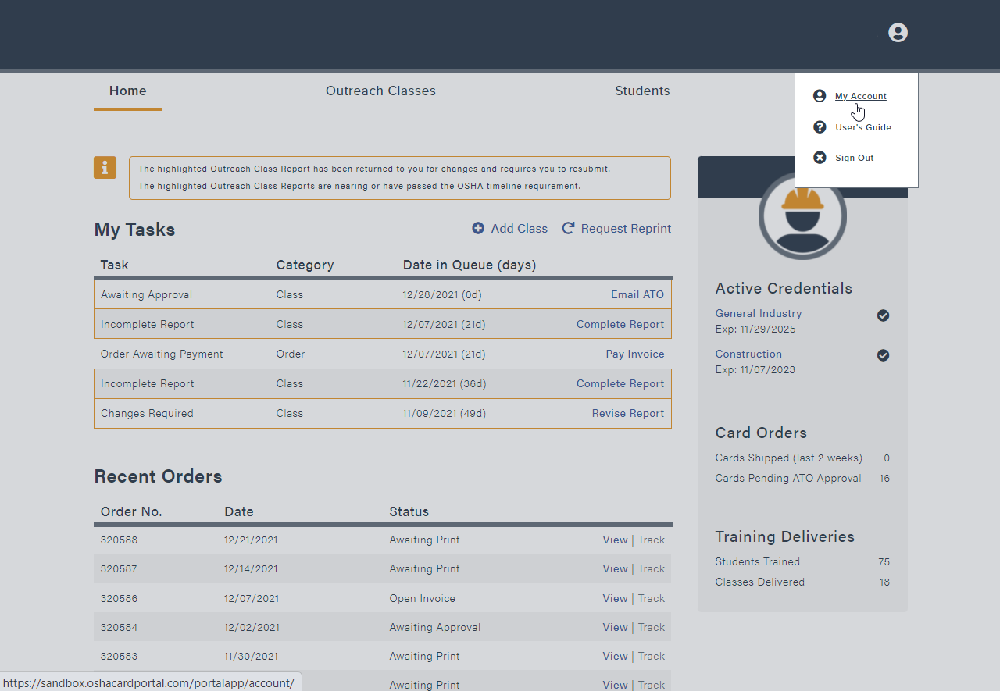 Home Outreach Classes Students
My Account
User's Guide
Sign Out
The highlighted Outreach Class Report has been returned to you for changes and requires you to resubmit.
The highlighted Outreach Class Reports are nearing or have passed the OSHA timeline requirement.
My Tasks Add Class Request Reprint
Task Category Date in Queue (days)
Awaiting Approval Class 12/28/2021 (0d) Email ATO
Incomplete Report Class 12/07/2021 (21d) Complete Report
Order Awaiting Payment Order 12/07/2021 (21d) Pay Invoice
Incomplete Report Class 11/22/2021 (36d) Complete Report
Changes Required Class 11/09/2021 (49d) Revise Report
Recent Orders
Order No. Date Status
320588 12/21/2021 Awaiting Print View | Track
320587 12/14/2021 Awaiting Print View | Track
320586 12/07/2021 Open Invoice View | Track
320584 12/02/2021 Awaiting Approval View | Track
320583 11/30/2021 Awaiting Print View | Track
Awaiting Print View | Track
Active Credentials
General Industry
Exp: 11/29/2025
Construction
Exp: 11/07/2023
Card Orders
Cards Shipped (last 2 weeks) 0
Cards Pending ATO Approval 16
Training Deliveries
Students Trained 75
Classes Delivered 18
https://sandbox.oshacardportal.com/portalapp/account/